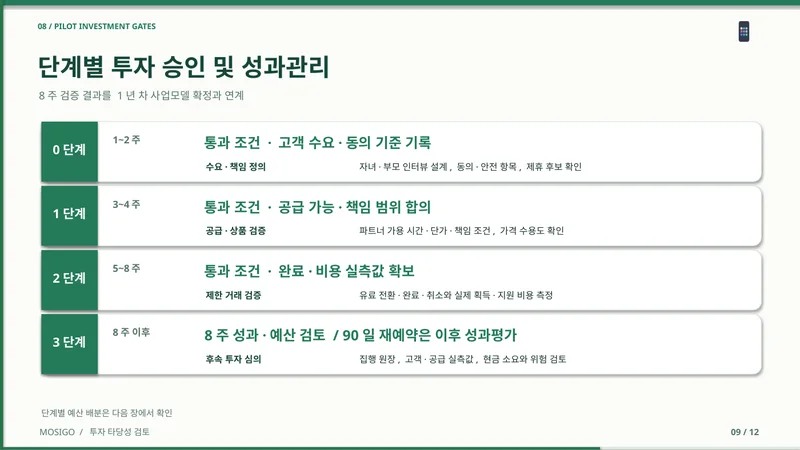 08 / PILOT INVESTMENT GATES
단계별 투자 승인 및 성과관리
8 주 검증 결과를 1 년 차 사업모델 확정과 연계
0 단계
1~2 주
통과 조건 · 고객 수요 · 동의 기준 기록
수요 · 책임 정의
자녀 · 부모 인터뷰 설계 , 동의 · 안전 항목 , 제휴 후보 확인
1 단계
3~4 주
통과 조건 · 공급 가능 · 책임 범위 합의
공급 · 상품 검증
파트너 가용 시간 · 단가 · 책임 조건 , 가격 수용도 확인
2 단계
5~8 주
통과 조건 · 완료 · 비용 실측값 확보
제한 거래 검증
유료 전환 · 완료 · 취소와 실제 획득 · 지원 비용 측정
3 단계
8 주 이후
8 주 성과 · 예산 검토 / 90 일 재예약은 이후 성과평가
후속 투자 심의
집행 원장 , 고객 · 공급 실측값 , 현금 소요와 위험 검토
단계별 예산 배분은 다음 장에서 확인
MOSIGO / 투자 타당성 검토
09 / 12